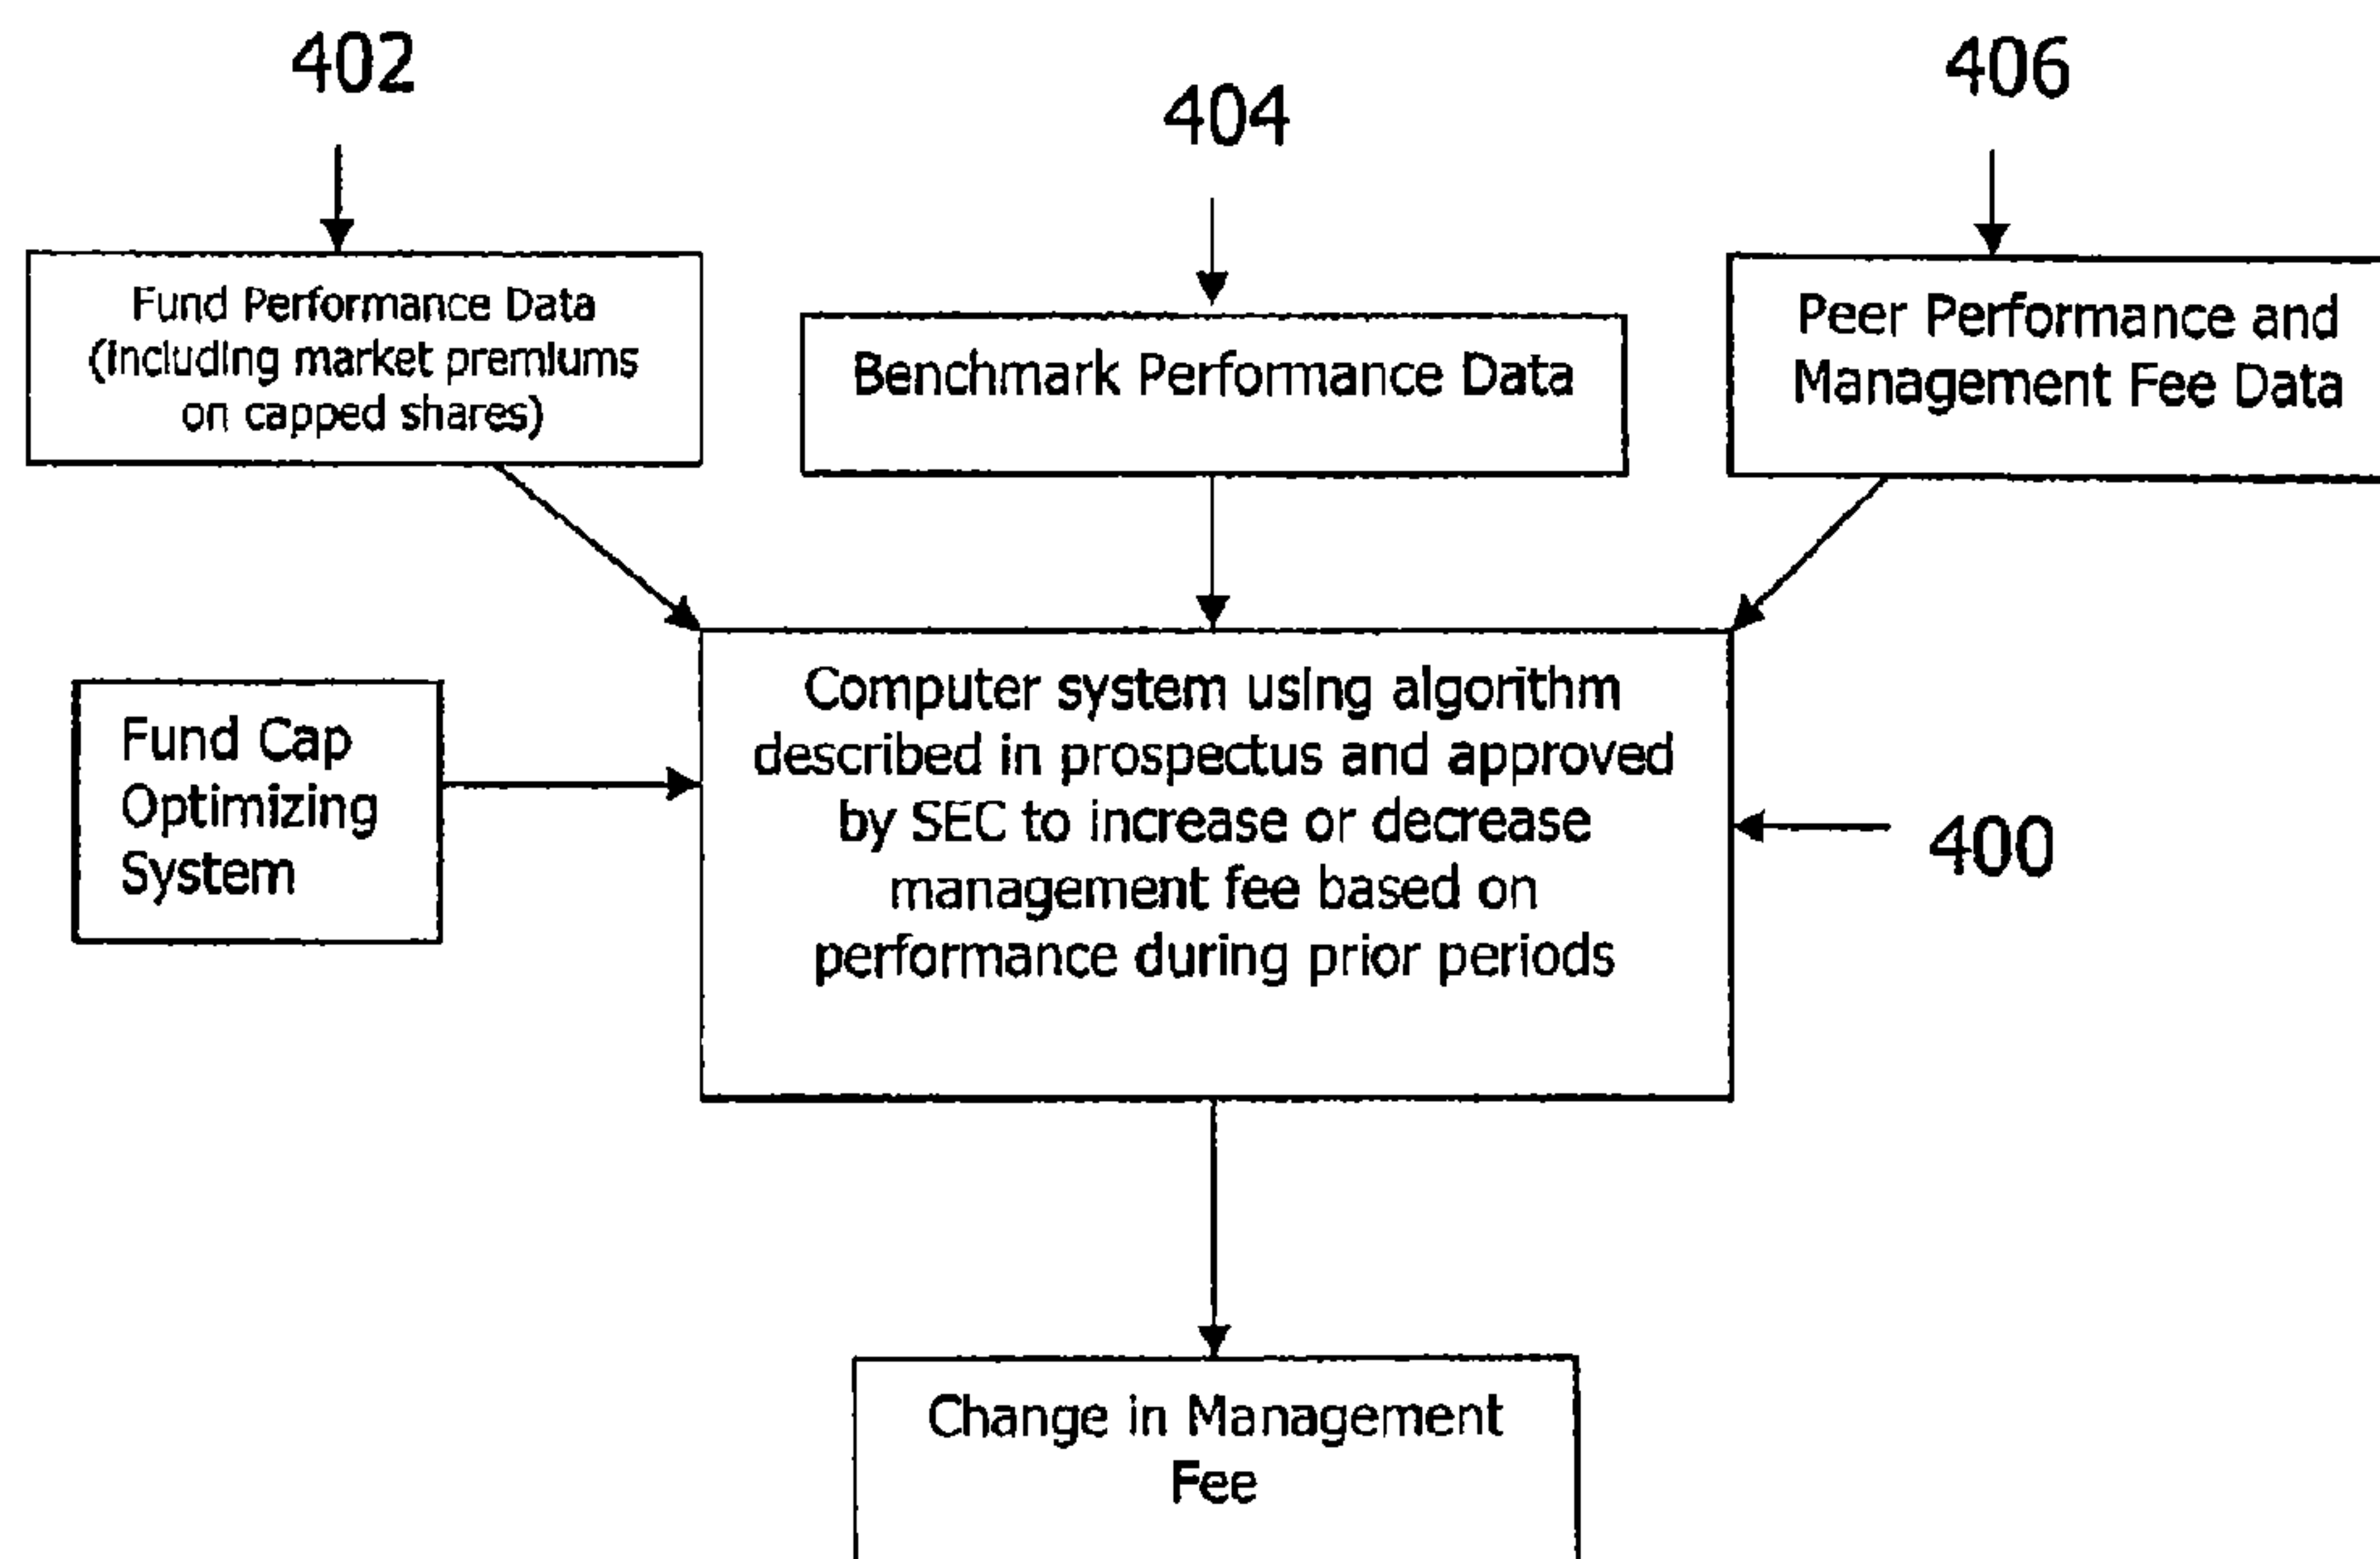 402
404
406
Fund Performance Data
(including market premiums
on capped shares)
Benchmark Performance Data
Peer Performance and
Management Fee Data
Fund Cap
Optimizing
System
Computer system using algorithm
described in prospectus and approved
by SEC to increase or decrease
management fee based on
performance during prior periods
400
Change in Management
Fee